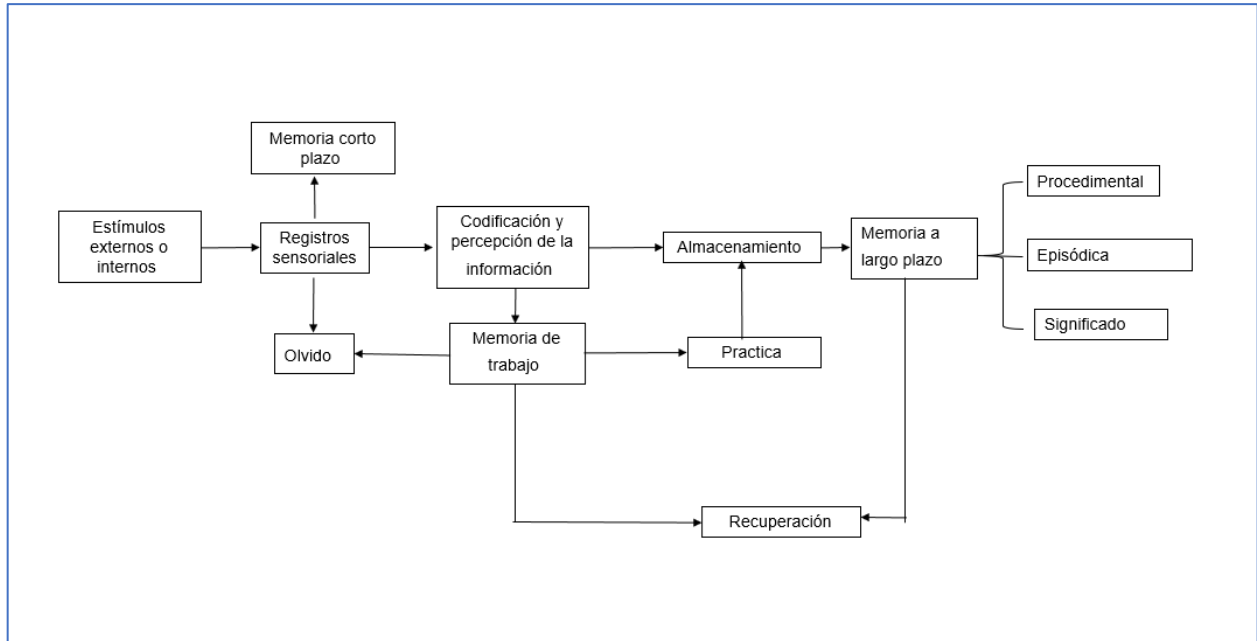 Memoria corto
plazo
Estímulos
externos o
internos
Registros
sensoriales
Codificación y
percepción de la
información
Almacenamiento
Memoria a
largo plazo
Procedimental
Episódica
Significado
Olvido
Memoria de
trabajo
Practica
Recuperación